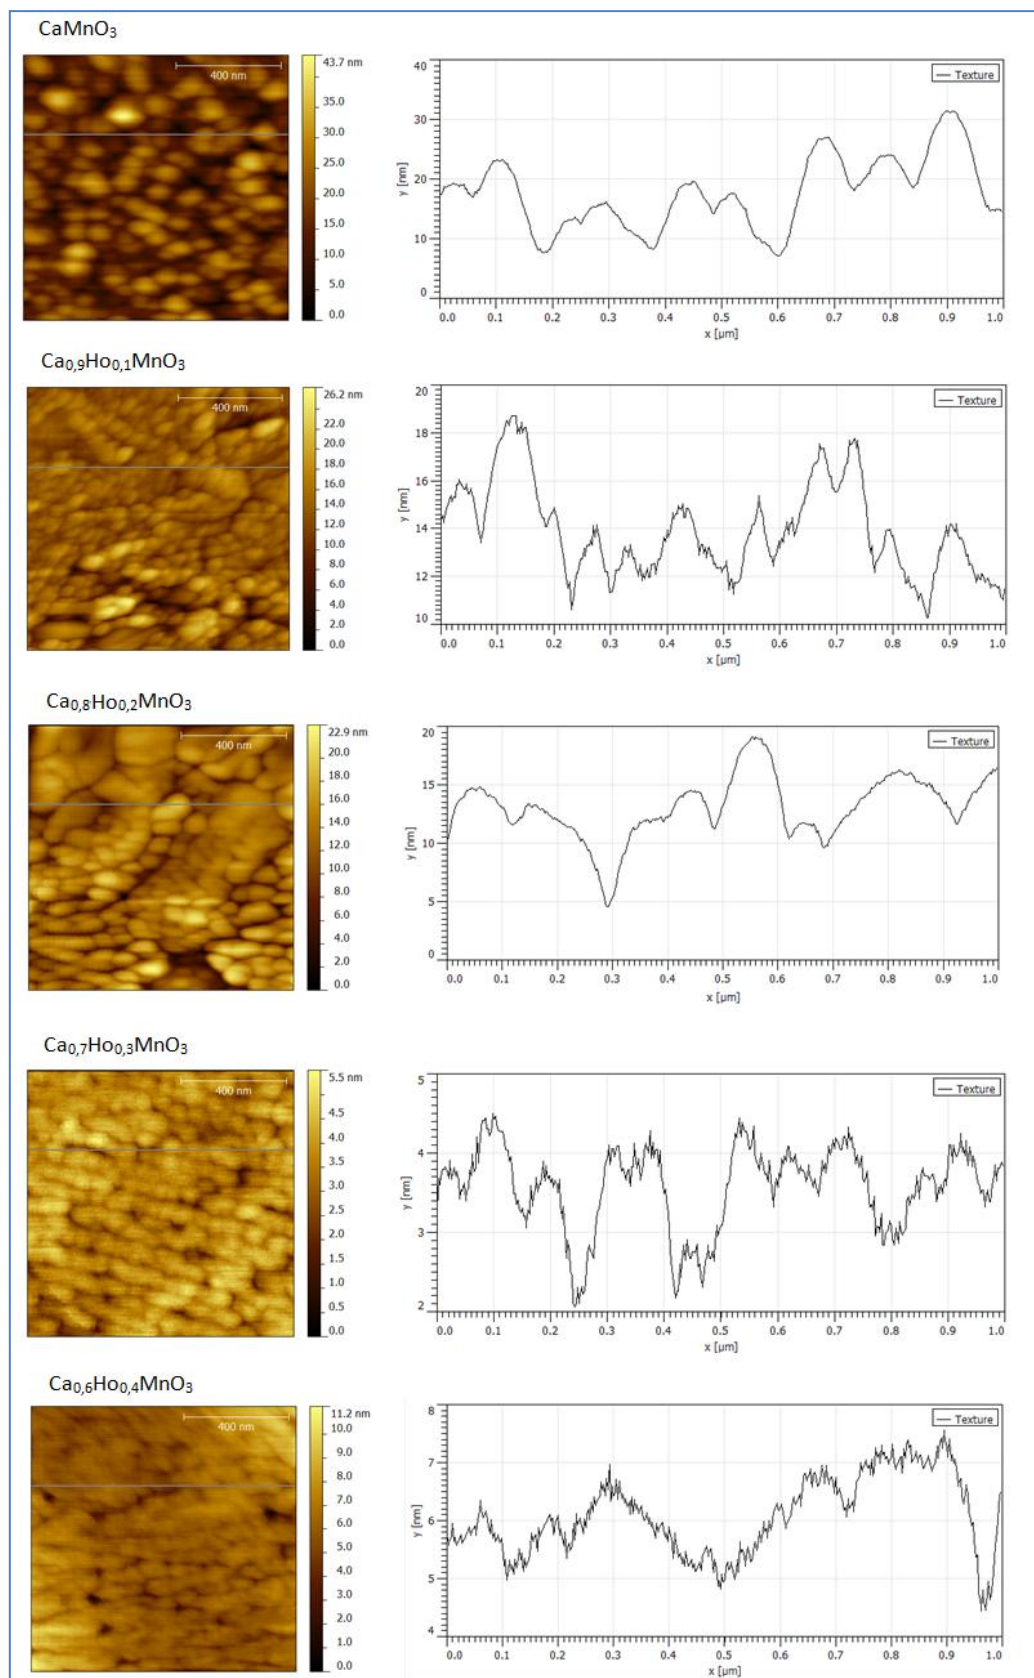 CaMnO₃
400 nm
43.7 nm
35.0
30.0
25.0
20.0
15.0
10.0
5.0
0.0
Texture
y [nm]
40
30
20
10
0
0.0 0.1 0.2 0.3 0.4 0.5 0.6 0.7 0.8 0.9 1.0
x [µm]
Ca₀,₉Ho₀,₁MnO₃
400 nm
26.2 nm
22.0
20.0
18.0
16.0
14.0
12.0
10.0
8.0
6.0
4.0
2.0
0.0
Texture
y [nm]
20
18
16
14
12
10
0.0 0.1 0.2 0.3 0.4 0.5 0.6 0.7 0.8 0.9 1.0
x [µm]
Ca₀,₈Ho₀,₂MnO₃
400 nm
22.9 nm
20.0
18.0
16.0
14.0
12.0
10.0
8.0
6.0
4.0
2.0
0.0
Texture
y [nm]
20
15
10
5
0
0.0 0.1 0.2 0.3 0.4 0.5 0.6 0.7 0.8 0.9 1.0
x [µm]
Ca₀,₇Ho₀,₃MnO₃
400 nm
5.5 nm
4.5
4.0
3.5
3.0
2.5
2.0
1.5
1.0
0.5
0.0
Texture
y [nm]
5
4
3
2
0.0 0.1 0.2 0.3 0.4 0.5 0.6 0.7 0.8 0.9 1.0
x [µm]
Ca₀,₆Ho₀,₄MnO₃
400 nm
11.2 nm
10.0
9.0
8.0
7.0
6.0
5.0
4.0
3.0
2.0
1.0
0.0
Texture
y [nm]
8
7
6
5
4
0.0 0.1 0.2 0.3 0.4 0.5 0.6 0.7 0.8 0.9 1.0
x [µm]